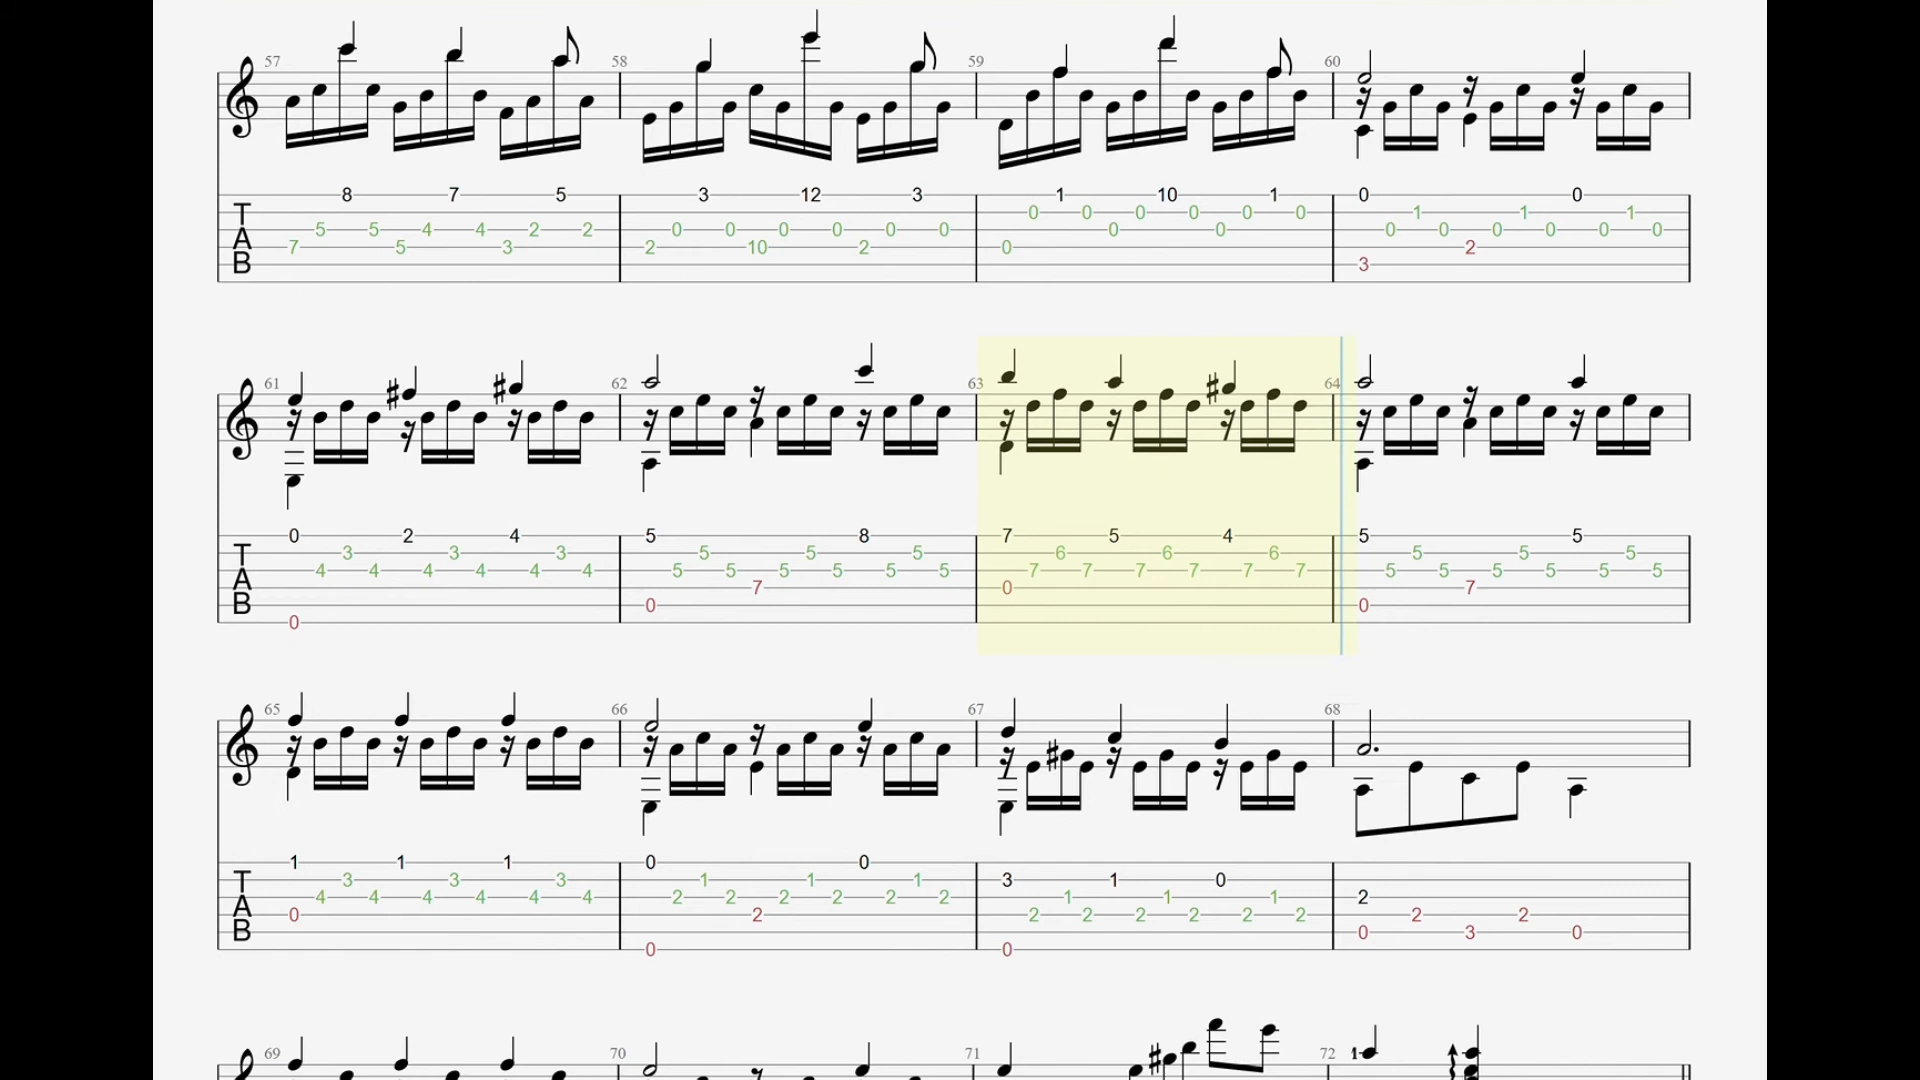 57 58 59 60
8 7 5 3 12 3 1 10 1 0 0
T 0 0 0 0 0 0 1 1 1
5 5 4 4 2 2 0 0 0 0 0 0 0 0 0 0 0 0 0 0
A 7 5 3 2 10 2 0 2
B 3
61 62 63 64
0 2 4 5 8 7 5 4 5 5
T 3 3 3 5 5 5 6 6 6 5 5 5
4 4 4 4 4 4 5 5 5 5 5 5 7 7 7 7 7 7 5 5 5 5 5 5
A 7 0 7
B 0 0
0
65 66 67 68
1 1 1 0 0
T 3 3 3 1 1 1 3 1 0
4 4 4 4 4 4 2 2 2 2 2 2 1 1 1 2
A 0 2 2 2 2 2 2 2 2 2
B 0 3 0
0 0
69 70 71 72
1